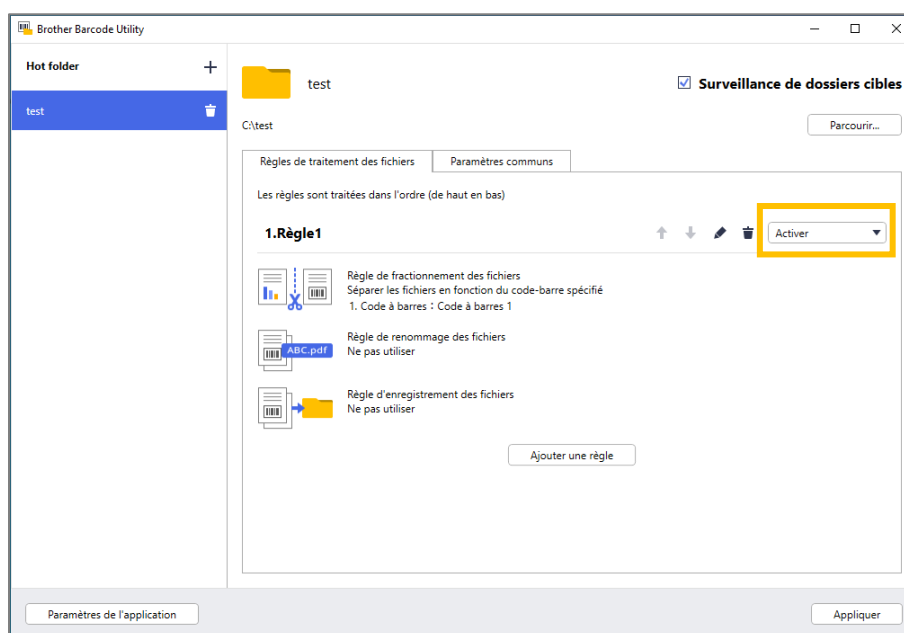 Brother Barcode Utility
Hot folder
test
test
Surveillance de dossiers cibles
C:\test
Parcourir...
Règles de traitement des fichiers
Paramètres communs
Les règles sont traitées dans l'ordre (de haut en bas)
1.Règle1
Activer
Règle de fractionnement des fichiers
Séparer les fichiers en fonction du code-barre spécifié
1. Code à barres : Code à barres 1
ABC.pdf
Règle de renommage des fichiers
Ne pas utiliser
Règle d'enregistrement des fichiers
Ne pas utiliser
Ajouter une règle
Paramètres de l'application
Appliquer